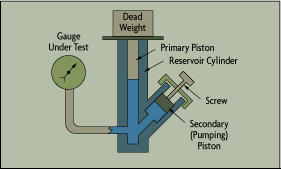 Dead
Weight
Gauge
Under Test
Primary Piston
Reservoir Cylinder
Screw
Secondary
(Pumping)
Piston